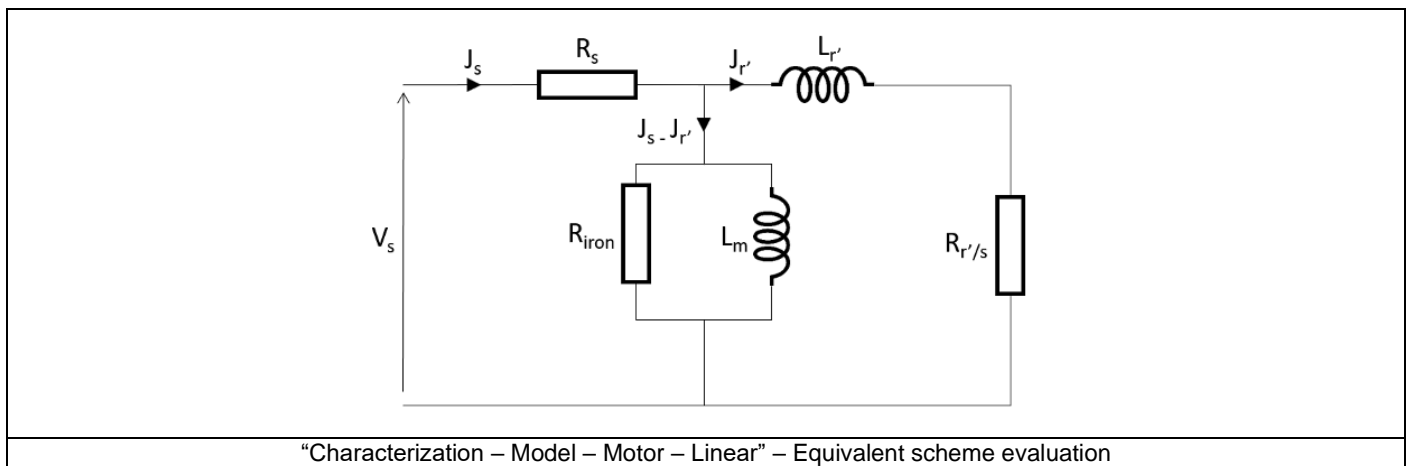 J_s
R_s
J_r'
L_r'
J_s - J_r'
V_s
R_iron
L_m
R_r'/s
“Characterization – Model – Motor – Linear” – Equivalent scheme evaluation